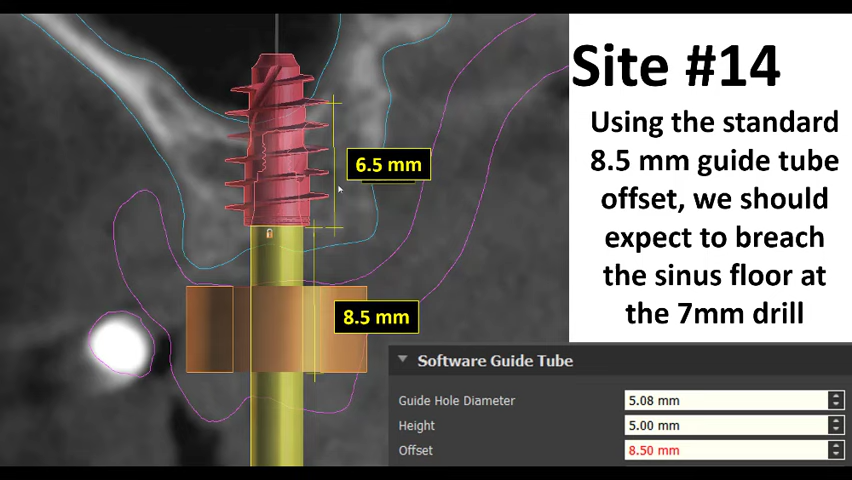 Site #14
Using the standard
8.5 mm guide tube
offset, we should
expect to breach
the sinus floor at
the 7mm drill
6.5 mm
8.5 mm
Software Guide Tube
Guide Hole Diameter 5.08 mm
Height 5.00 mm
Offset 8.50 mm